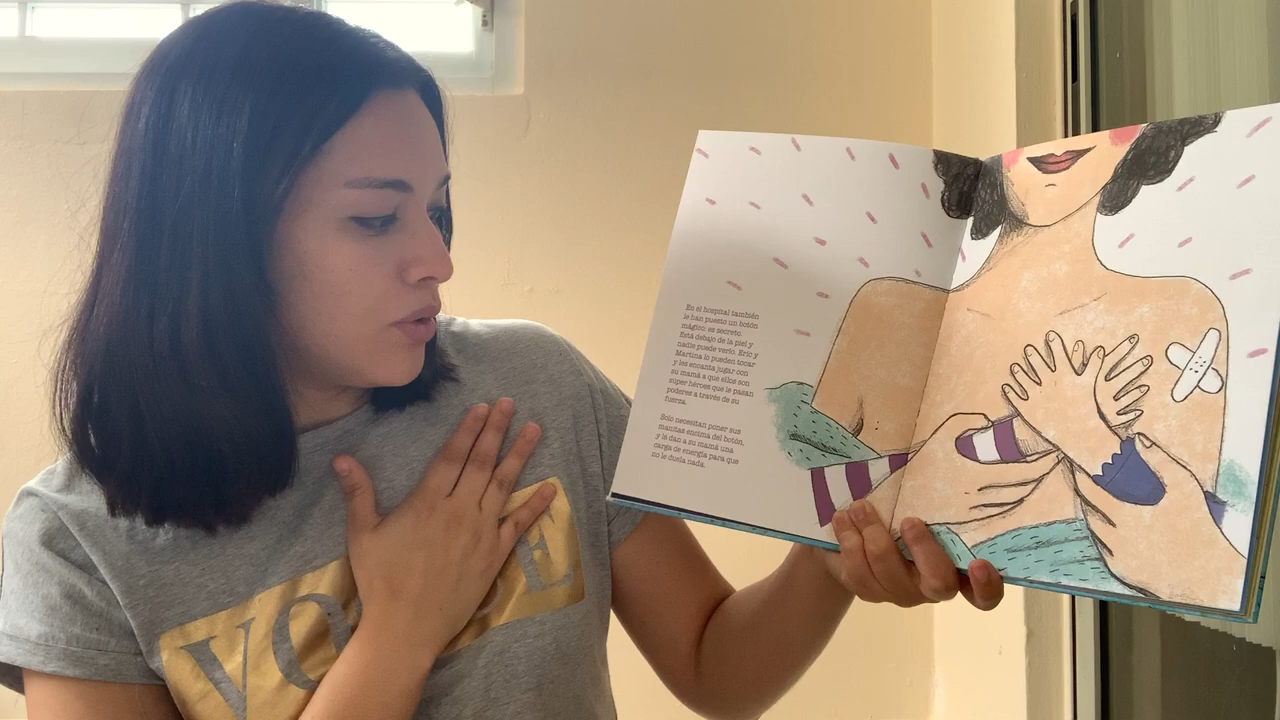 VO E
En el hospital también
le han puesto un botón
mágico: es secreto.
Está debajo de la piel y
nadie puede verlo. Eric y
Martina lo pueden tocar
y les encanta jugar con
su mamá a que ellos son
súper héroes que le pasan
poderes a través de su
fuerza.
Solo necesitan poner sus
manitas encima del botón,
y le dan a su mamá una
carga de energía para que
no le duela nada.